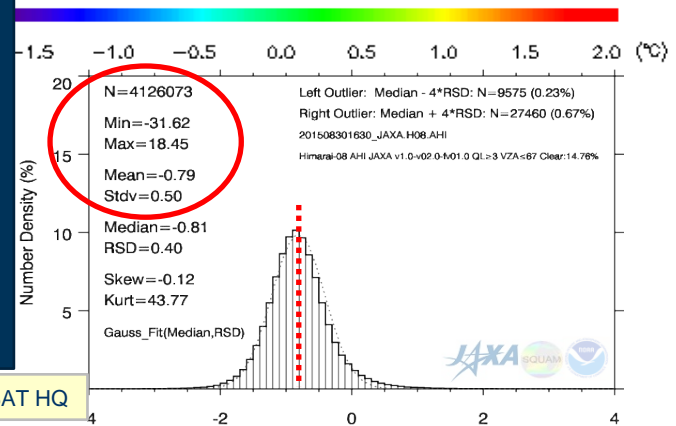 -1.5 -1.0 -0.5 0.0 0.5 1.0 1.5 2.0 (°C)
20
15
10
5
Number Density (%)
N=4126073
Min=-31.62
Max=18.45
Mean=-0.79
Stdv=0.50
Median=-0.81
RSD=0.40
Skew=-0.12
Kurt=43.77
Gauss_Fit(Median,RSD)
Left Outlier: Median - 4*RSD: N=9575 (0.23%)
Right Outlier: Median + 4*RSD: N=27460 (0.67%)
201508301630_JAXA.H08.AHI
Himarai-08 AHI JAXA v1.0-v02.0-fv01.0 QL≥3 VZA≤67 Clear:14.76%
JAXA SQUAM NOAA
AT HQ
4 -2 0 2 4